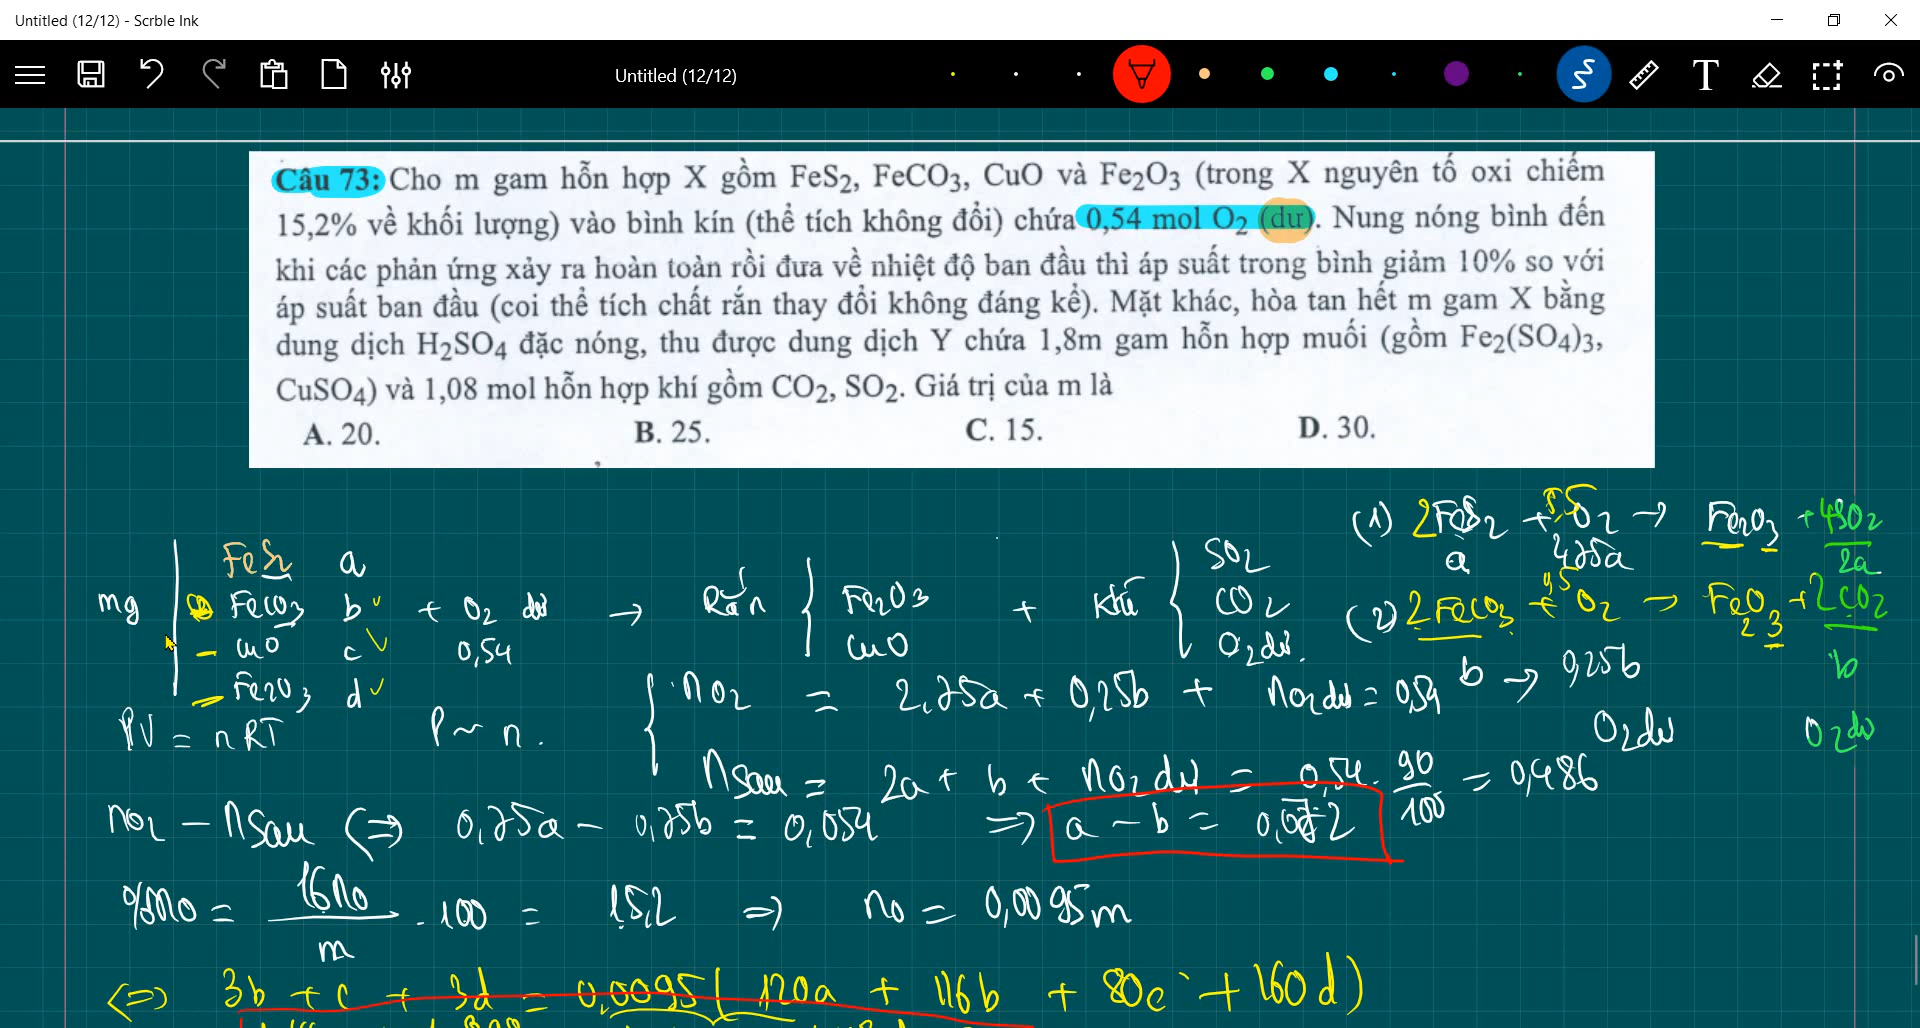 Untitled (12/12) - Scrble Ink
Untitled (12/12)
T
Câu 73: Cho m gam hỗn hợp X gồm FeS2, FeCO3, CuO và Fe2O3 (trong X nguyên tố oxi chiếm
15,2% về khối lượng) vào bình kín (thể tích không đổi) chứa 0,54 mol O2 (dư). Nung nóng bình đến
khi các phản ứng xảy ra hoàn toàn rồi đưa về nhiệt độ ban đầu thì áp suất trong bình giảm 10% so với
áp suất ban đầu (coi thể tích chất rắn thay đổi không đáng kể). Mặt khác, hòa tan hết m gam X bằng
dung dịch H2SO4 đặc nóng, thu được dung dịch Y chứa 1,8m gam hỗn hợp muối (gồm Fe2(SO4)3,
CuSO4) và 1,08 mol hỗn hợp khí gồm CO2, SO2. Giá trị của m là
A. 20. B. 25. C. 15. D. 30.
(1) 2FeS2 + 5,5 O2 → Fe2O3 + 4SO2
a 2,75a 2a
mg FeS2 a
FeCO3 b + O2 dư → Rắn Fe2O3 + Khí SO2
CuO c 0,54 CuO CO2
Fe2O3 d O2 dư.
(2) 2FeCO3 + 0,5 O2 → Fe2O3 + 2CO2
b → 0,25b b
O2 dư O2 dư
PV = nRT P ~ n.
nO2 = 2,75a + 0,25b + nO2 dư = 0,54
nsau = 2a + b + nO2 dư = 0,54 . 90/100 = 0,486
nO2 - nsau (=) 0,75a - 0,75b = 0,054 => a - b = 0,072
%mO = 16nO/m . 100 = 15,2 => nO = 0,0095m
<=> 3b + c + 3d = 0,0095 ( 120a + 116b + 80c + 160d )